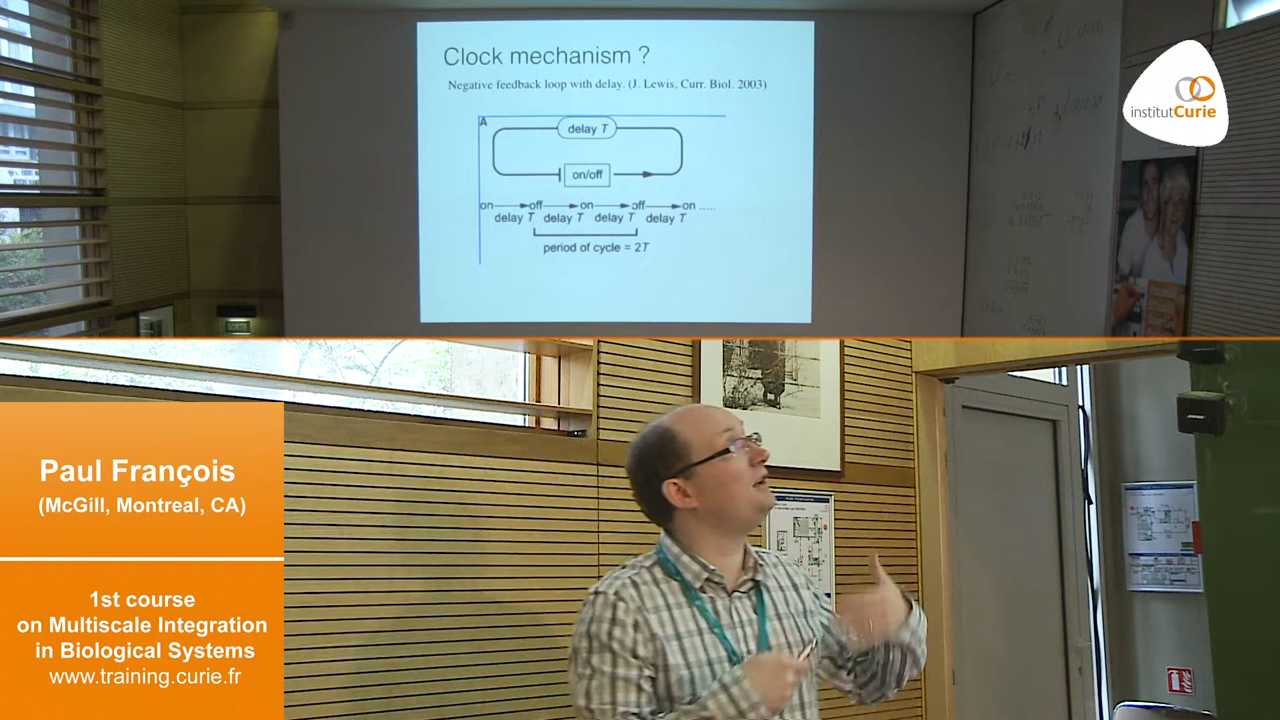 Clock mechanism ?
Negative feedback loop with delay. (J. Lewis, Curr. Biol. 2003)
A
delay T
on/off
on off on off on .....
delay T delay T delay T delay T
period of cycle = 2T
institutCurie
Paul François
(McGill, Montreal, CA)
1st course
on Multiscale Integration
in Biological Systems
www.training.curie.fr
BOSE